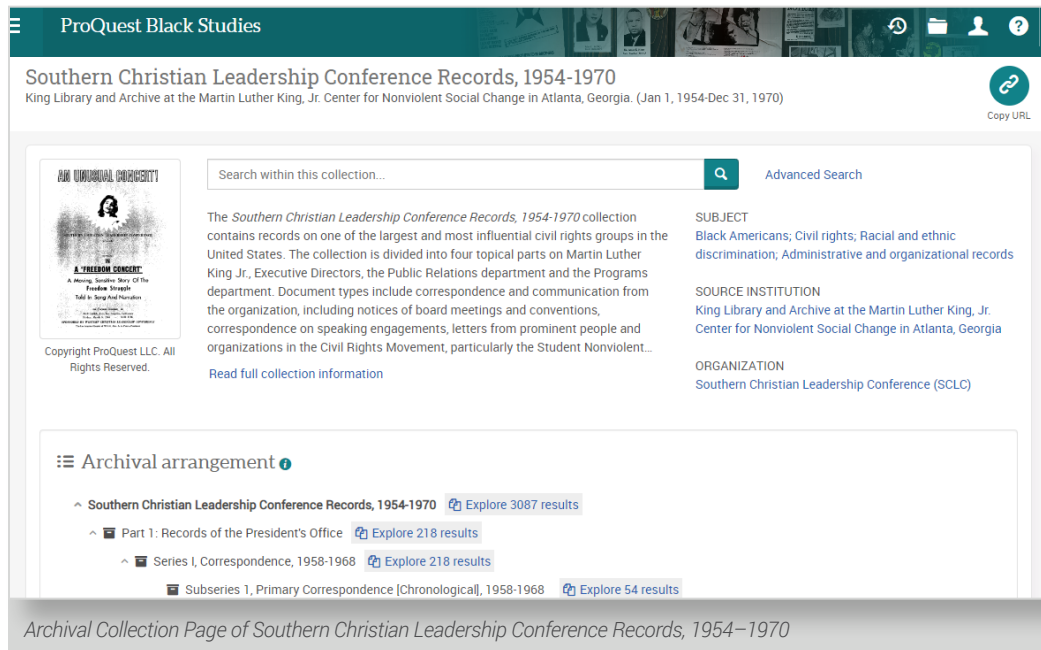 ProQuest Black Studies
Southern Christian Leadership Conference Records, 1954-1970
King Library and Archive at the Martin Luther King, Jr. Center for Nonviolent Social Change in Atlanta, Georgia. (Jan 1, 1954-Dec 31, 1970)
Copy URL
AN UNUSUAL CONCERT!
IN
A "FREEDOM CONCERT"
A Moving, Sensitive Story Of The
Freedom Struggle
Told In Song And Narration
Copyright ProQuest LLC. All
Rights Reserved.
Search within this collection...
Advanced Search
The Southern Christian Leadership Conference Records, 1954-1970 collection
contains records on one of the largest and most influential civil rights groups in the
United States. The collection is divided into four topical parts on Martin Luther
King Jr., Executive Directors, the Public Relations department and the Programs
department. Document types include correspondence and communication from
the organization, including notices of board meetings and conventions,
correspondence on speaking engagements, letters from prominent people and
organizations in the Civil Rights Movement, particularly the Student Nonviolent...
Read full collection information
SUBJECT
Black Americans; Civil rights; Racial and ethnic
discrimination; Administrative and organizational records
SOURCE INSTITUTION
King Library and Archive at the Martin Luther King, Jr.
Center for Nonviolent Social Change in Atlanta, Georgia
ORGANIZATION
Southern Christian Leadership Conference (SCLC)
Archival arrangement
Southern Christian Leadership Conference Records, 1954-1970 Explore 3087 results
Part 1: Records of the President's Office Explore 218 results
Series I, Correspondence, 1958-1968 Explore 218 results
Subseries 1, Primary Correspondence [Chronological], 1958-1968 Explore 54 results
Archival Collection Page of Southern Christian Leadership Conference Records, 1954–1970